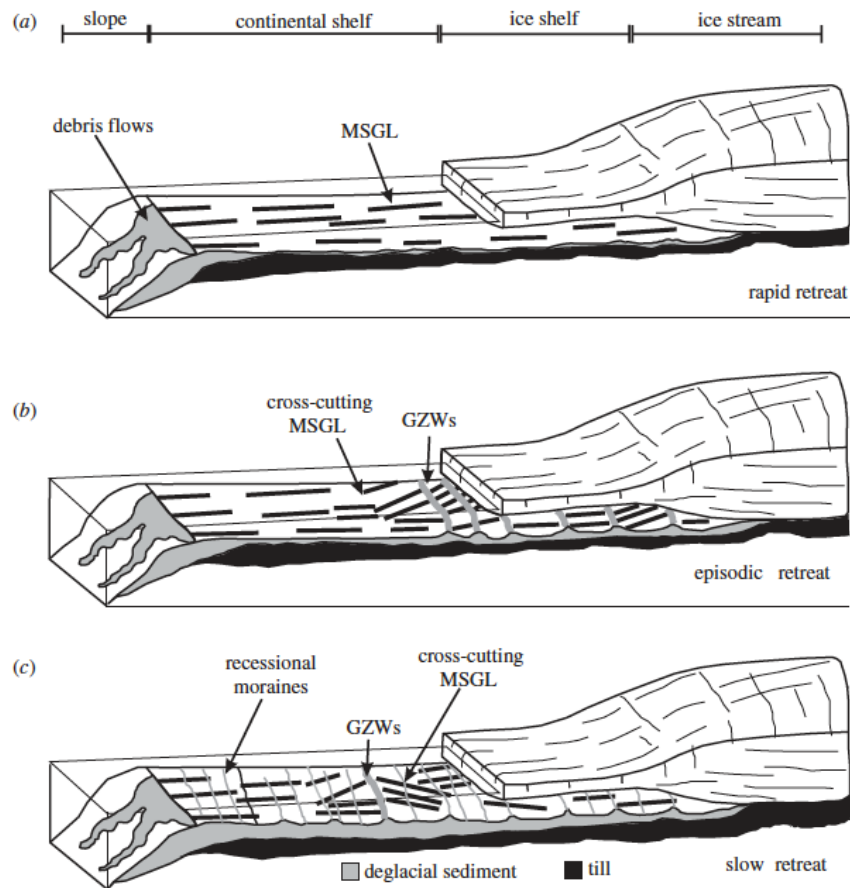 (a)
slope continental shelf ice shelf ice stream
debris flows
MSGL
rapid retreat
(b)
cross-cutting
MSGL
GZWs
episodic retreat
(c)
recessional
moraines
GZWs
cross-cutting
MSGL
deglacial sediment till
slow retreat